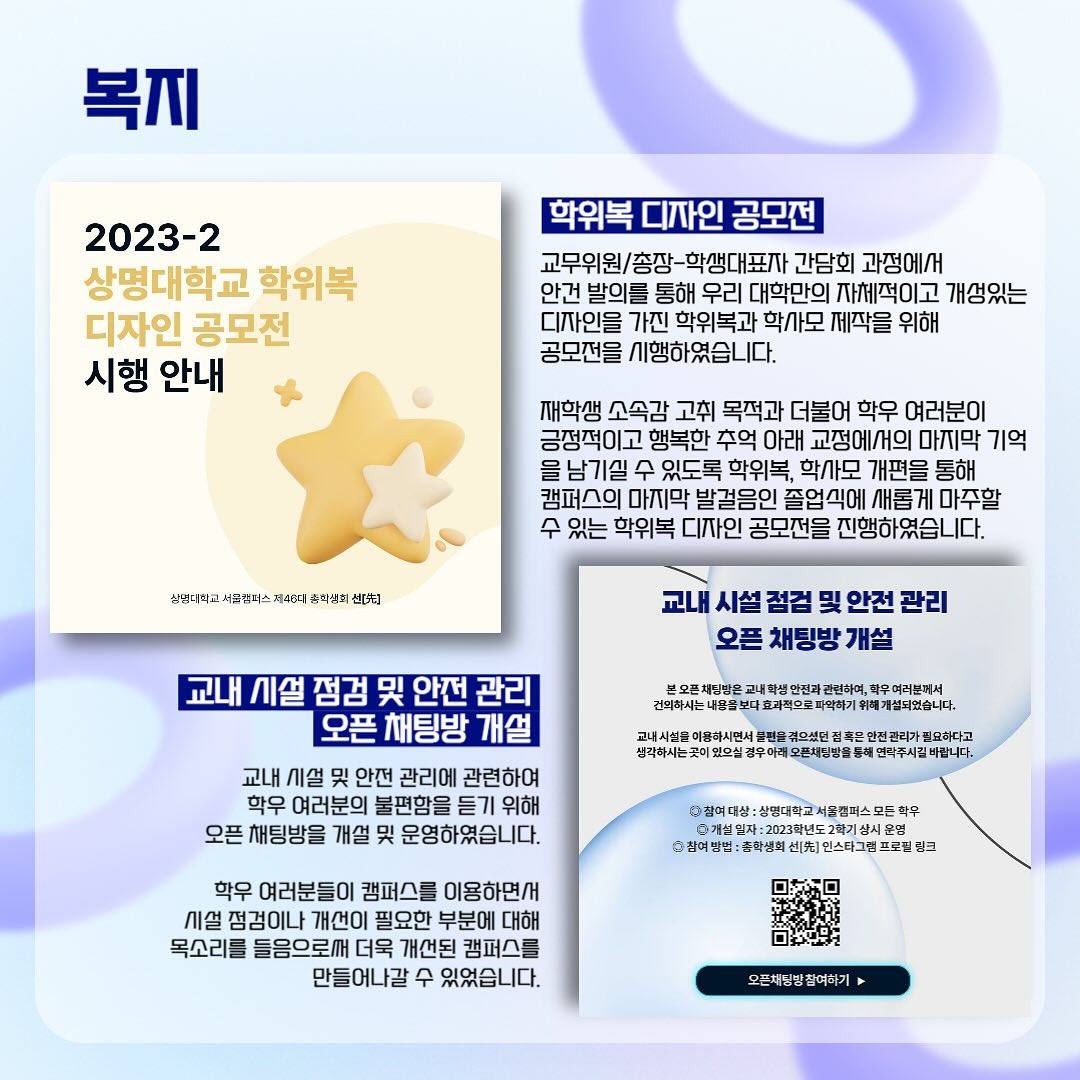 복지
2023-2
상명대학교 학위복
디자인 공모전
시행 안내
상명대학교 서울캠퍼스 제46대 총학생회 선[先]
학위복 디자인 공모전
교무위원/총장-학생대표자 간담회 과정에서
안건 발의를 통해 우리 대학만의 자체적이고 개성있는
디자인을 가진 학위복과 학사모 제작을 위해
공모전을 시행하였습니다.
재학생 소속감 고취 목적과 더불어 학우 여러분이
긍정적이고 행복한 추억 아래 교정에서의 마지막 기억
을 남기실 수 있도록 학위복, 학사모 개편을 통해
캠퍼스의 마지막 발걸음인 졸업식에 새롭게 마주할
수 있는 학위복 디자인 공모전을 진행하였습니다.
교내 시설 점검 및 안전 관리
오픈 채팅방 개설
교내 시설 및 안전 관리에 관련하여
학우 여러분의 불편함을 듣기 위해
오픈 채팅방을 개설 및 운영하였습니다.
학우 여러분들이 캠퍼스를 이용하면서
시설 점검이나 개선이 필요한 부분에 대해
목소리를 들음으로써 더욱 개선된 캠퍼스를
만들어나갈 수 있었습니다.
교내 시설 점검 및 안전 관리
오픈 채팅방 개설
본 오픈 채팅방은 교내 학생 안전과 관련하여, 학우 여러분께서
건의하시는 내용을 보다 효과적으로 파악하기 위해 개설되었습니다.
교내 시설을 이용하시면서 불편을 겪으셨던 점 혹은 안전 관리가 필요하다고
생각하시는 곳이 있으실 경우 아래 오픈채팅방을 통해 연락주시길 바랍니다.
◎ 참여 대상 : 상명대학교 서울캠퍼스 모든 학우
◎ 개설 일자 : 2023학년도 2학기 상시 운영
◎ 참여 방법 : 총학생회 선[先] 인스타그램 프로필 링크
오픈채팅방 참여하기 ▶